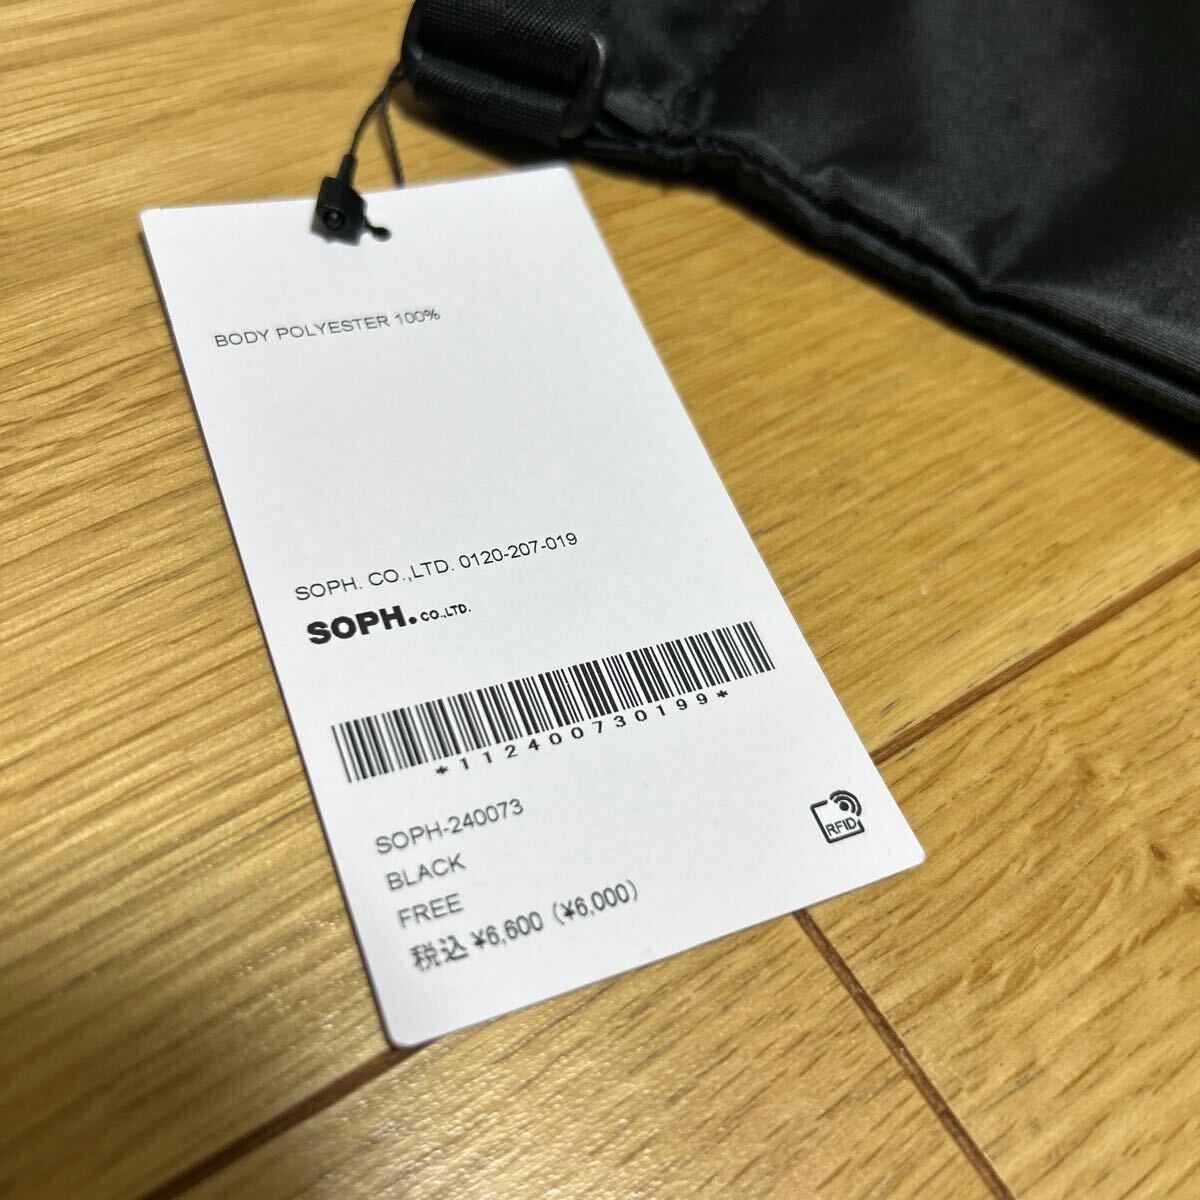 BODY POLYESTER 100%
SOPH. CO.,LTD. 0120-207-019
SOPH. CO.,LTD.
*112400730199*
SOPH-240073
BLACK
FREE
税込 ¥6,600 (¥6,000)
RFID